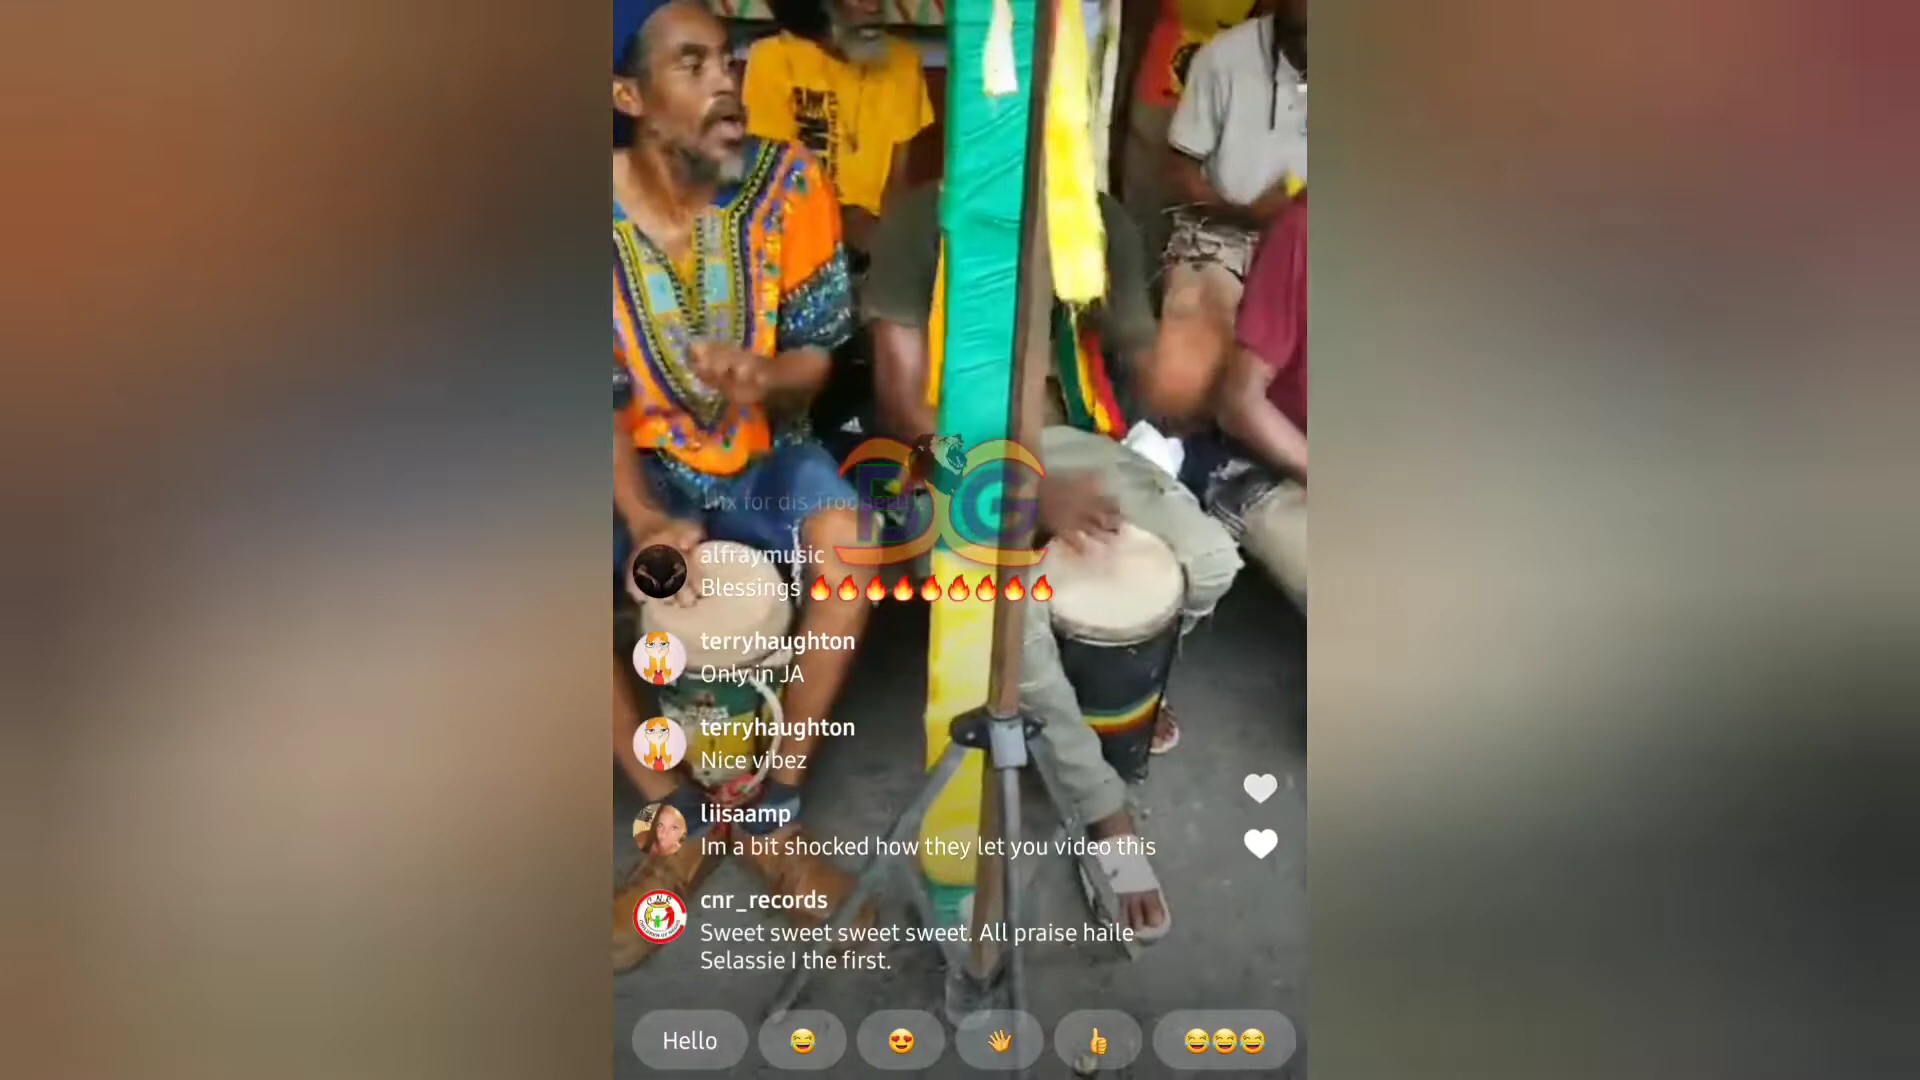 BG
alfraymusic
Blessings 🔥🔥🔥🔥🔥🔥🔥🔥🔥
terryhaughton
Only in JA
terryhaughton
Nice vibez
liisaamp
Im a bit shocked how they let you video this
cnr_records
Sweet sweet sweet sweet. All praise haile
Selassie I the first.
Hello 😂 😍 👋 👍 😂😂😂